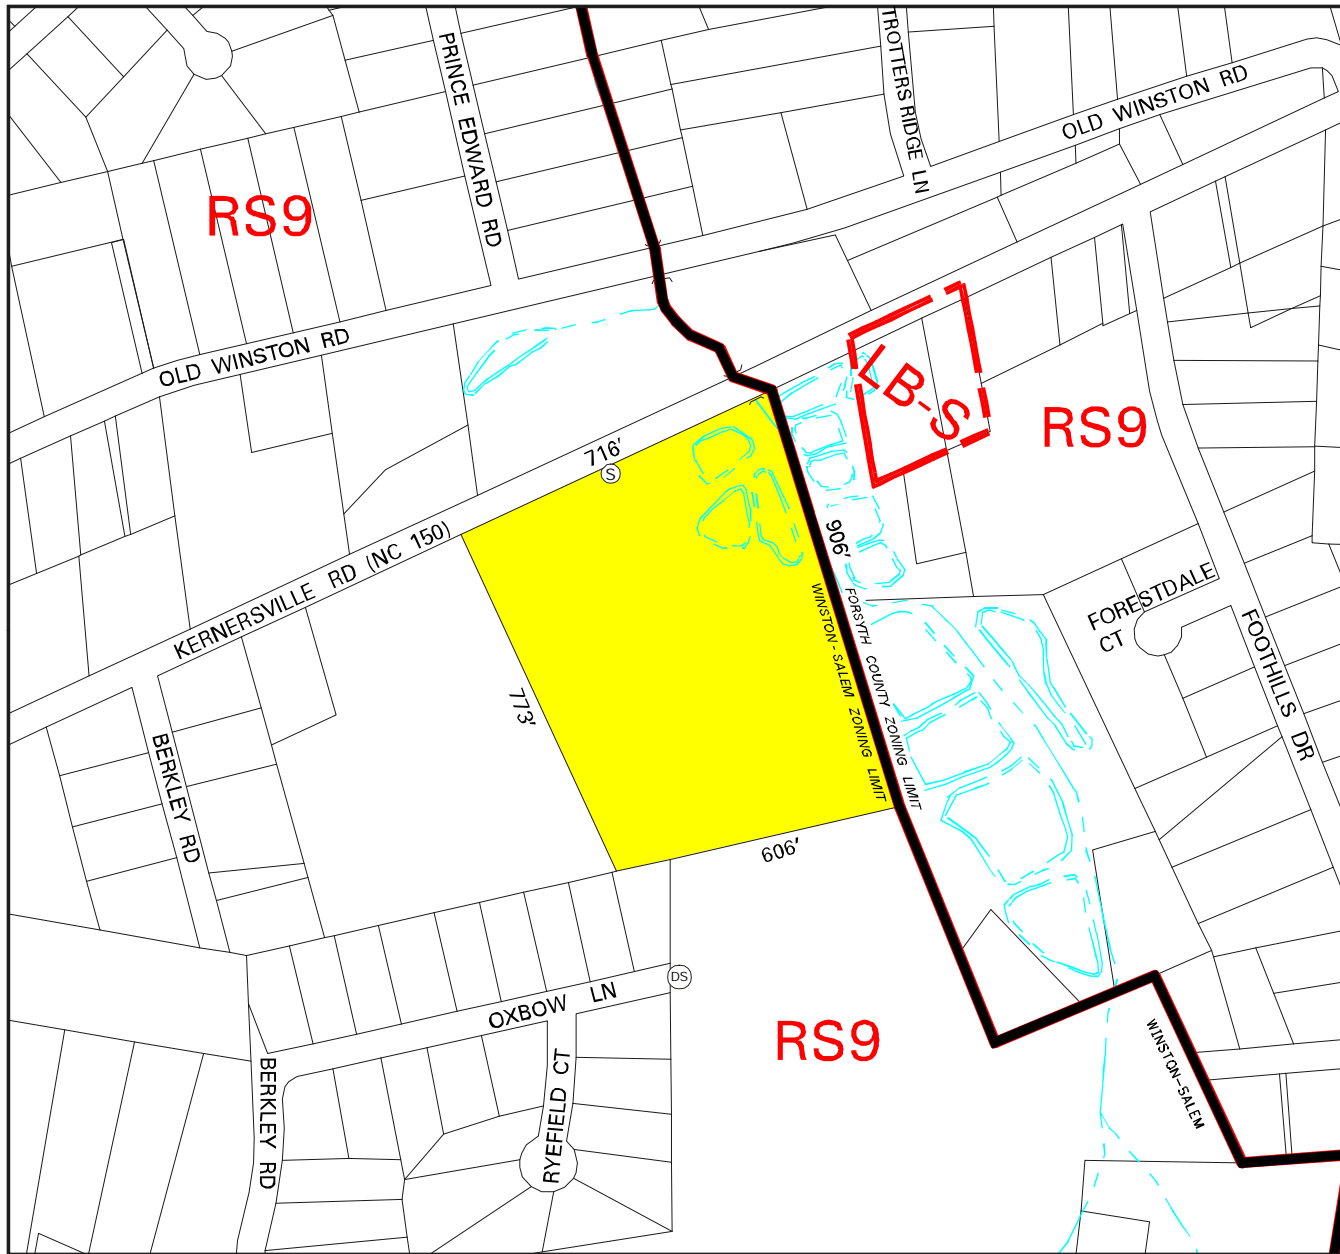 PRINCE EDWARD RD
TROTTERS RIDGE LN
OLD WINSTON RD
RS9
OLD WINSTON RD
LB-S
RS9
716'
S
KERNERSVILLE RD (NC 150)
906'
WINSTON - SALEM ZONING LIMIT
FORSYTH COUNTY ZONING LIMIT
FORESTDALE
CT
FOOTHILLS DR
773'
BERKLEY RD
606'
DS
OXBOW LN
RS9
WINSTON-SALEM
BERKLEY RD
RYEFIELD CT